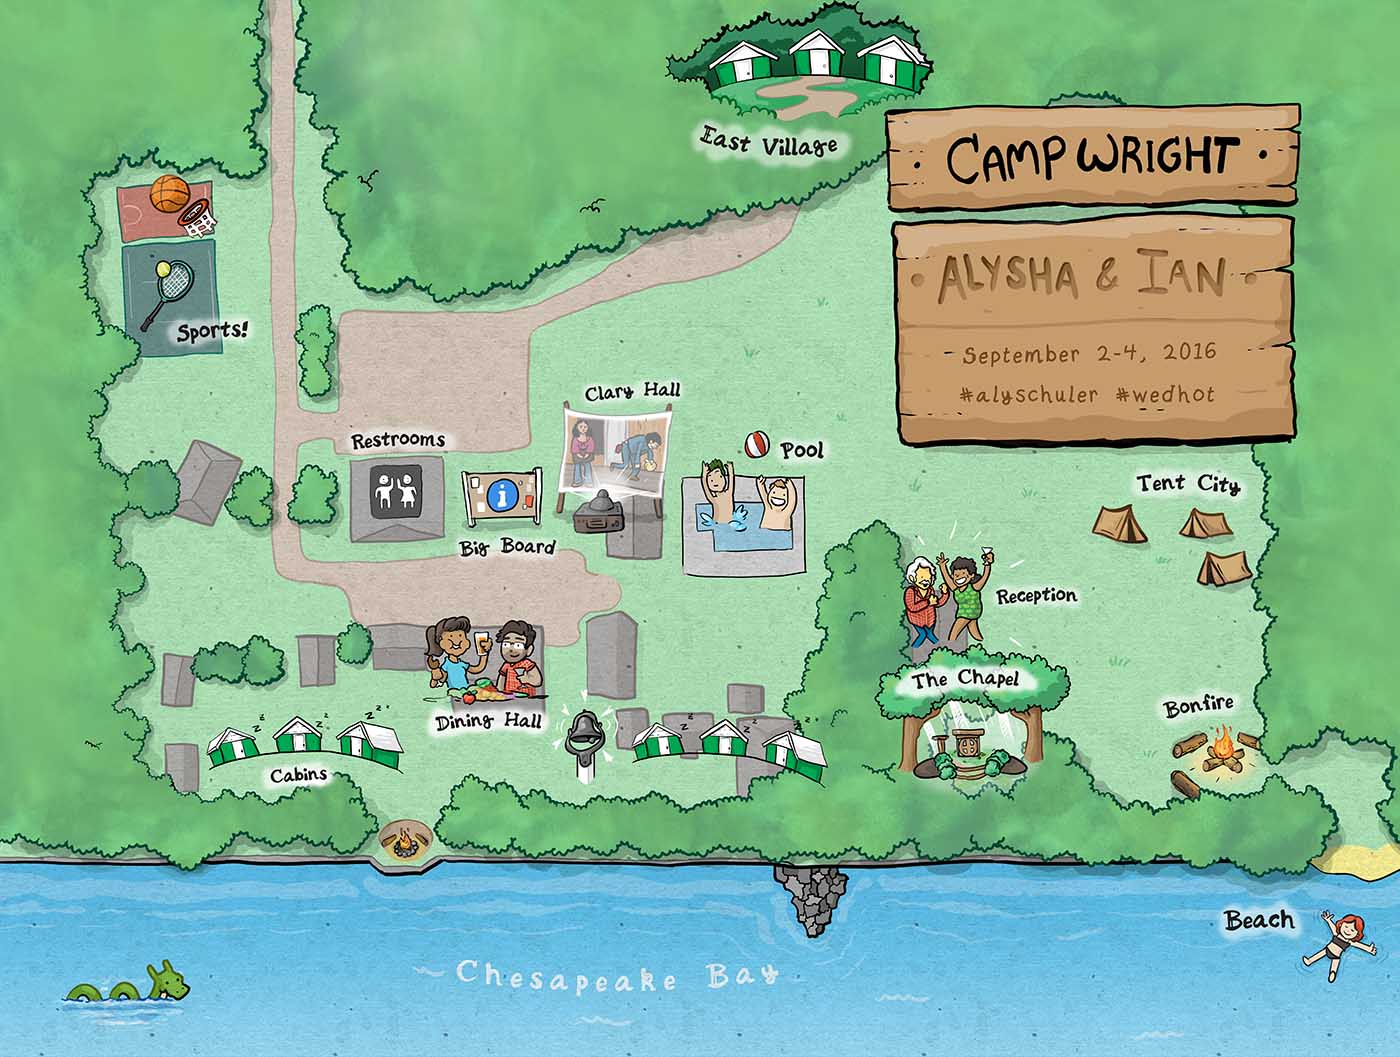 East Village
CAMP WRIGHT
ALYSHA & IAN
September 2-4, 2016
#alyschuler #wedhot
Sports!
Clary Hall
Restrooms
Pool
i
Big Board
Tent City
Reception
The Chapel
Bonfire
Dining Hall
z z
z
z z
z
z
z z
Cabins
Beach
Chesapeake Bay